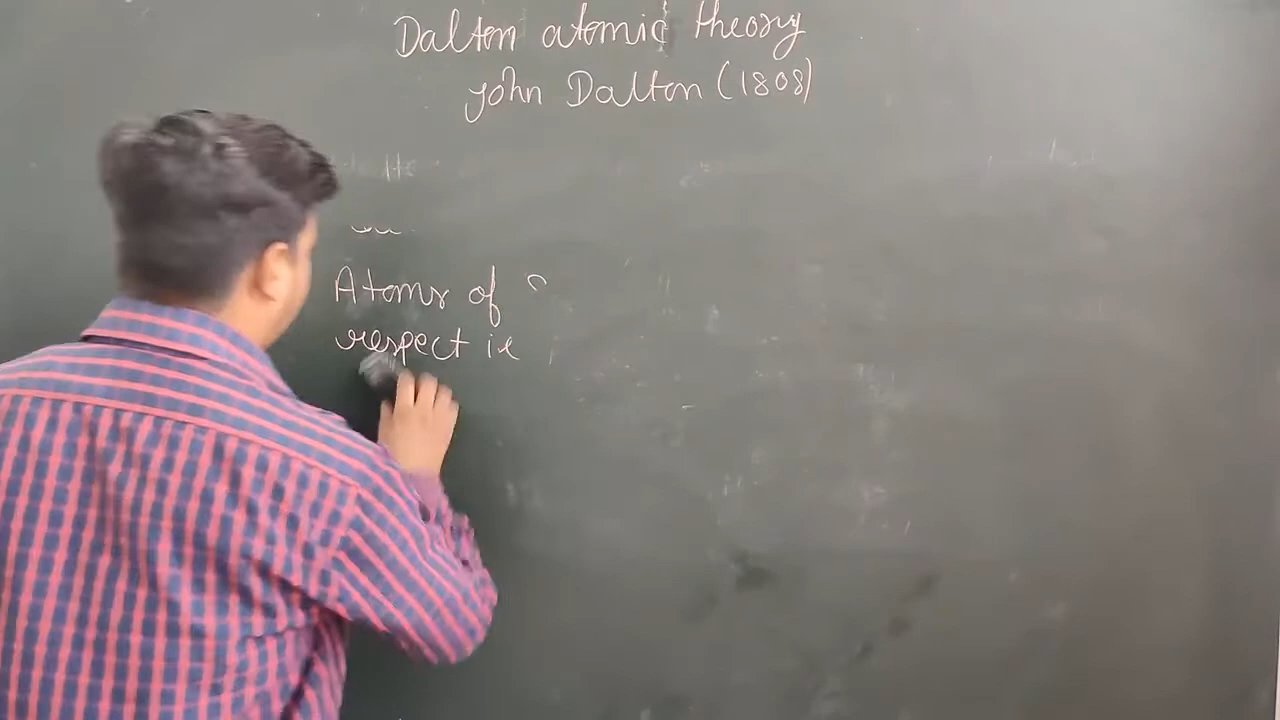 Dalton atomic theory
john Dalton (1808)
Atoms of
respect ie